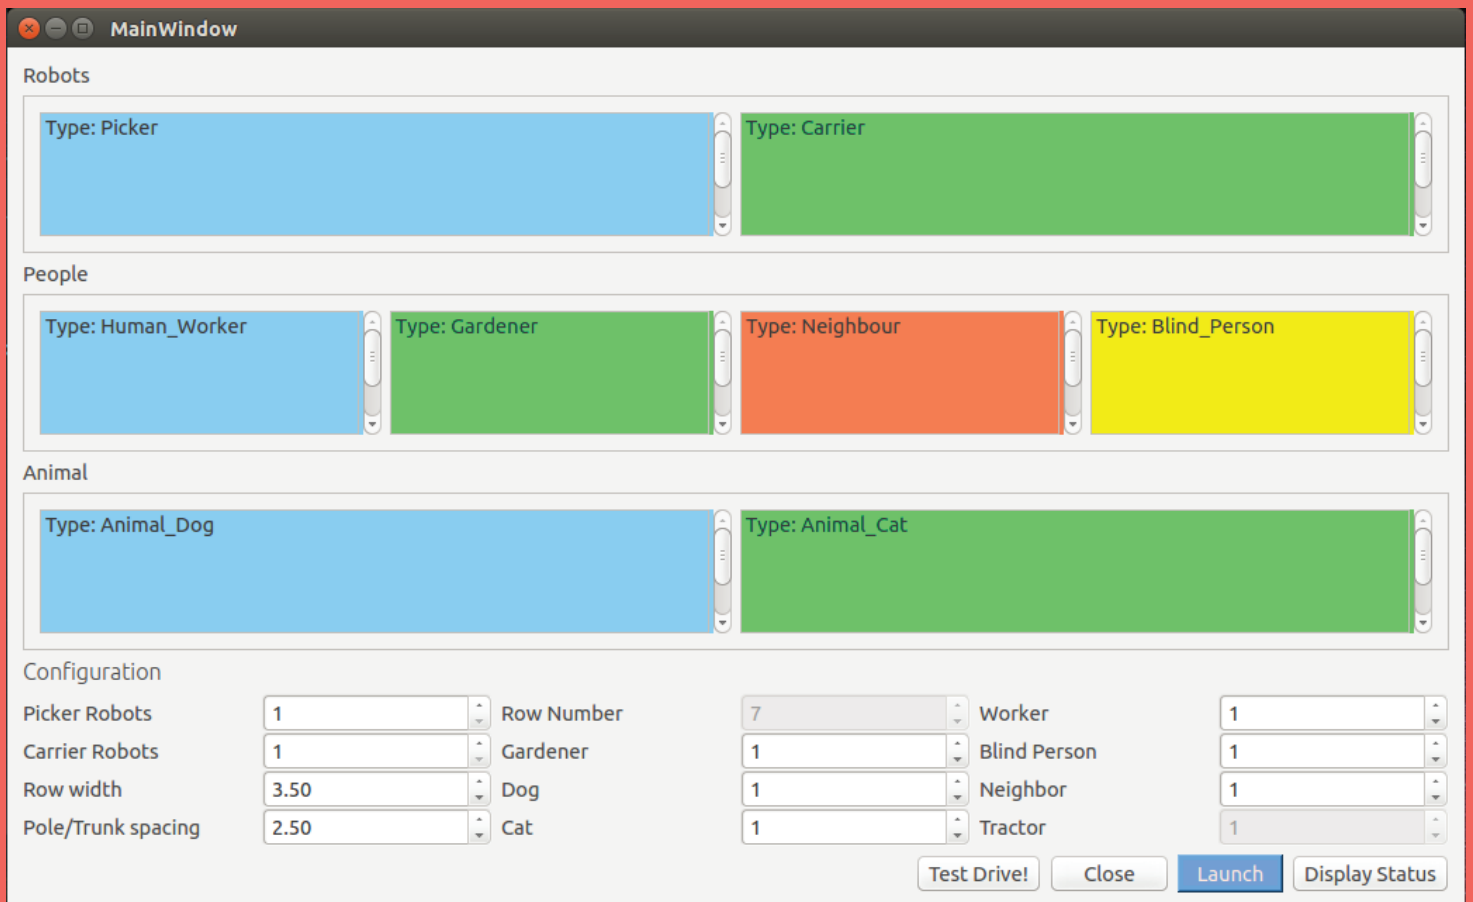 MainWindow
Robots
Type: Picker
Type: Carrier
People
Type: Human_Worker
Type: Gardener
Type: Neighbour
Type: Blind_Person
Animal
Type: Animal_Dog
Type: Animal_Cat
Configuration
Picker Robots 1 Row Number 7 Worker 1
Carrier Robots 1 Gardener 1 Blind Person 1
Row width 3.50 Dog 1 Neighbor 1
Pole/Trunk spacing 2.50 Cat 1 Tractor 1
Test Drive! Close Launch Display Status